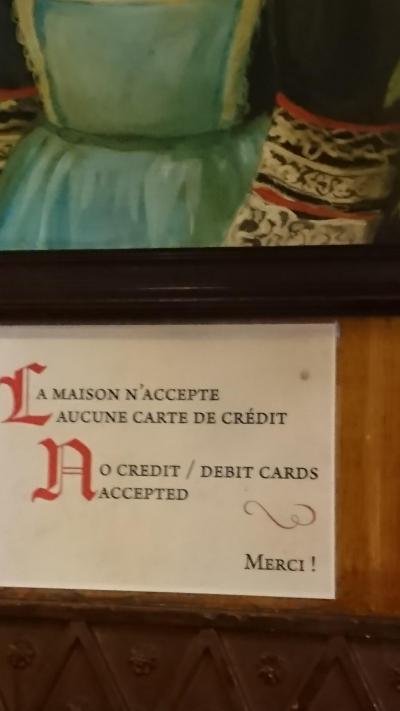 La maison n'accepte
aucune carte de crédit
No credit / debit cards
accepted
Merci !